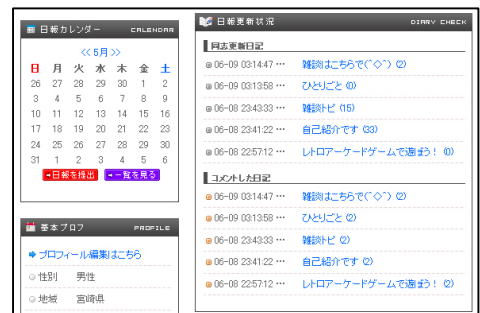 日報カレンダー CALENDAR
<< 5月 >>
日 月 火 水 木 金 土
26 27 28 29 30 1 2
3 4 5 6 7 8 9
10 11 12 13 14 15 16
17 18 19 20 21 22 23
24 25 26 27 28 29 30
31 1 2 3 4 5 6
日報を提出 一覧を見る
基本プロフ PROFILE
プロフィール編集はこちら
性別 男性
地域 宮崎県
日報更新状況 DIARY CHECK
同志更新日記
06-09 03:14:47 … 雑談はこちらで(^◇^) (2)
06-09 03:13:58 … ひとりごと (0)
06-08 23:43:33 … 雑談トピ (15)
06-08 23:41:22 … 自己紹介です (33)
06-08 22:57:12 … レトロアーケードゲームで遊ぼう! (0)
コメントした日記
06-09 03:14:47 … 雑談はこちらで(^◇^) (2)
06-09 03:13:58 … ひとりごと (2)
06-08 23:43:33 … 雑談トピ (2)
06-08 23:41:22 … 自己紹介です (2)
06-08 22:57:12 … レトロアーケードゲームで遊ぼう! (2)